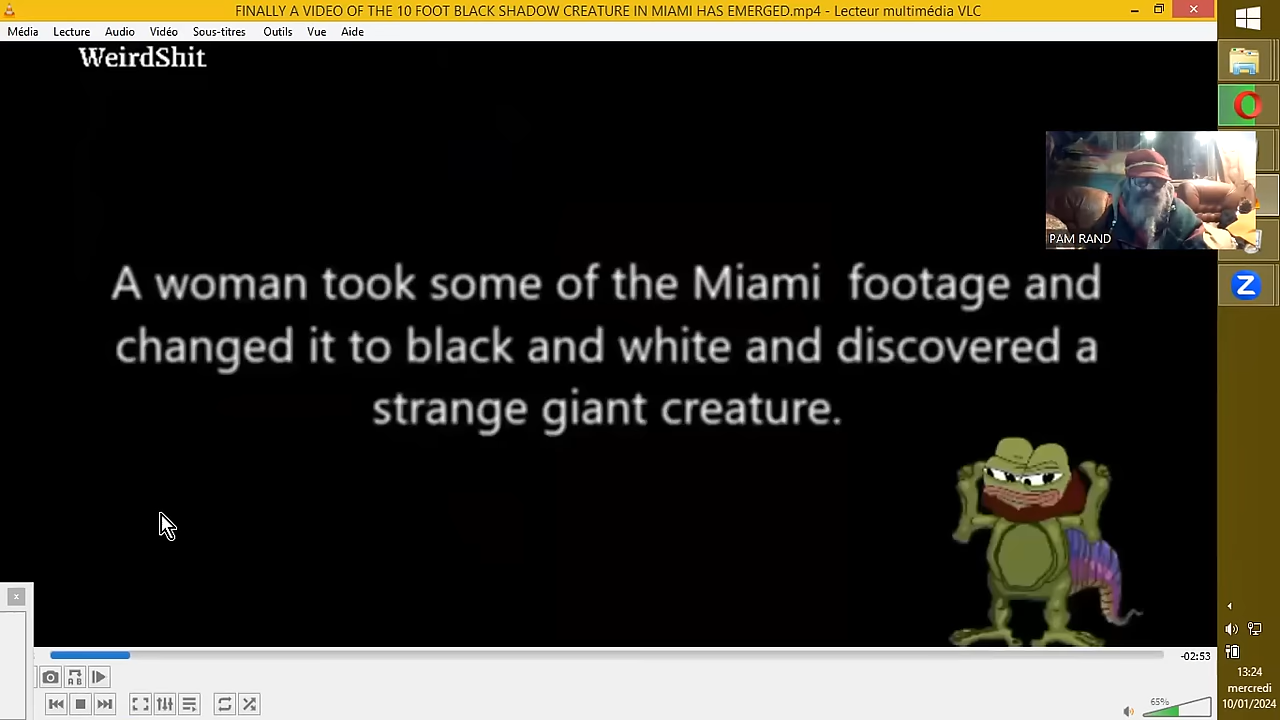 FINALLY A VIDEO OF THE 10 FOOT BLACK SHADOW CREATURE IN MIAMI HAS EMERGED.mp4 - Lecteur multimédia VLC
Média Lecture Audio Vidéo Sous-titres Outils Vue Aide
WeirdShit
PAM RAND
A woman took some of the Miami footage and
changed it to black and white and discovered a
strange giant creature.
-02:53
A B
65%
13:24
mercredi
10/01/2024